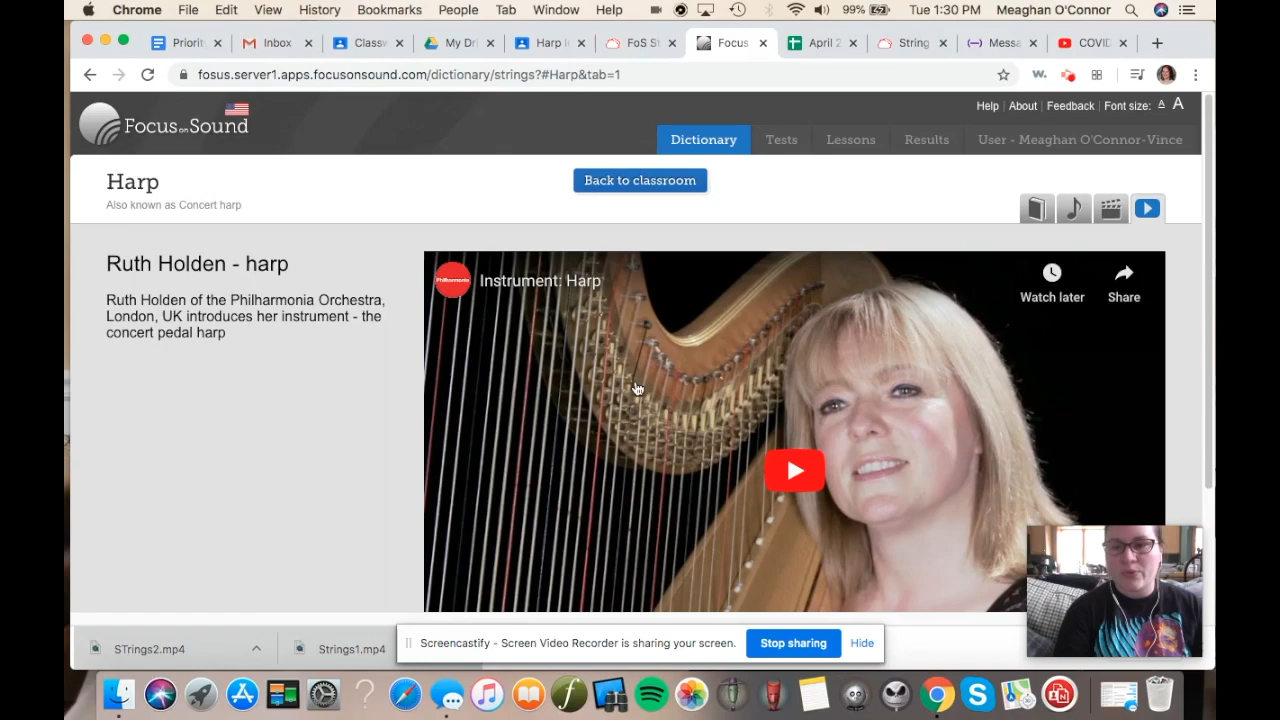 Chrome File Edit View History Bookmarks People Tab Window Help 99% Tue 1:30 PM Meaghan O'Connor
Priority Inbox Classw My Dri Harp I FoS St Focus April 2 String Messa COVID
fosus.server1.apps.focusonsound.com/dictionary/strings?#Harp&tab=1
W.
Help | About | Feedback | Font size: A A
Focus on Sound
Dictionary Tests Lessons Results User - Meaghan O'Connor-Vince
Harp
Back to classroom
Also known as Concert harp
Ruth Holden - harp
Philharmonia
Instrument: Harp
Watch later Share
Ruth Holden of the Philharmonia Orchestra,
London, UK introduces her instrument - the
concert pedal harp
STrings2.mp4 Strings1.mp4
Screencastify - Screen Video Recorder is sharing your screen. Stop sharing Hide